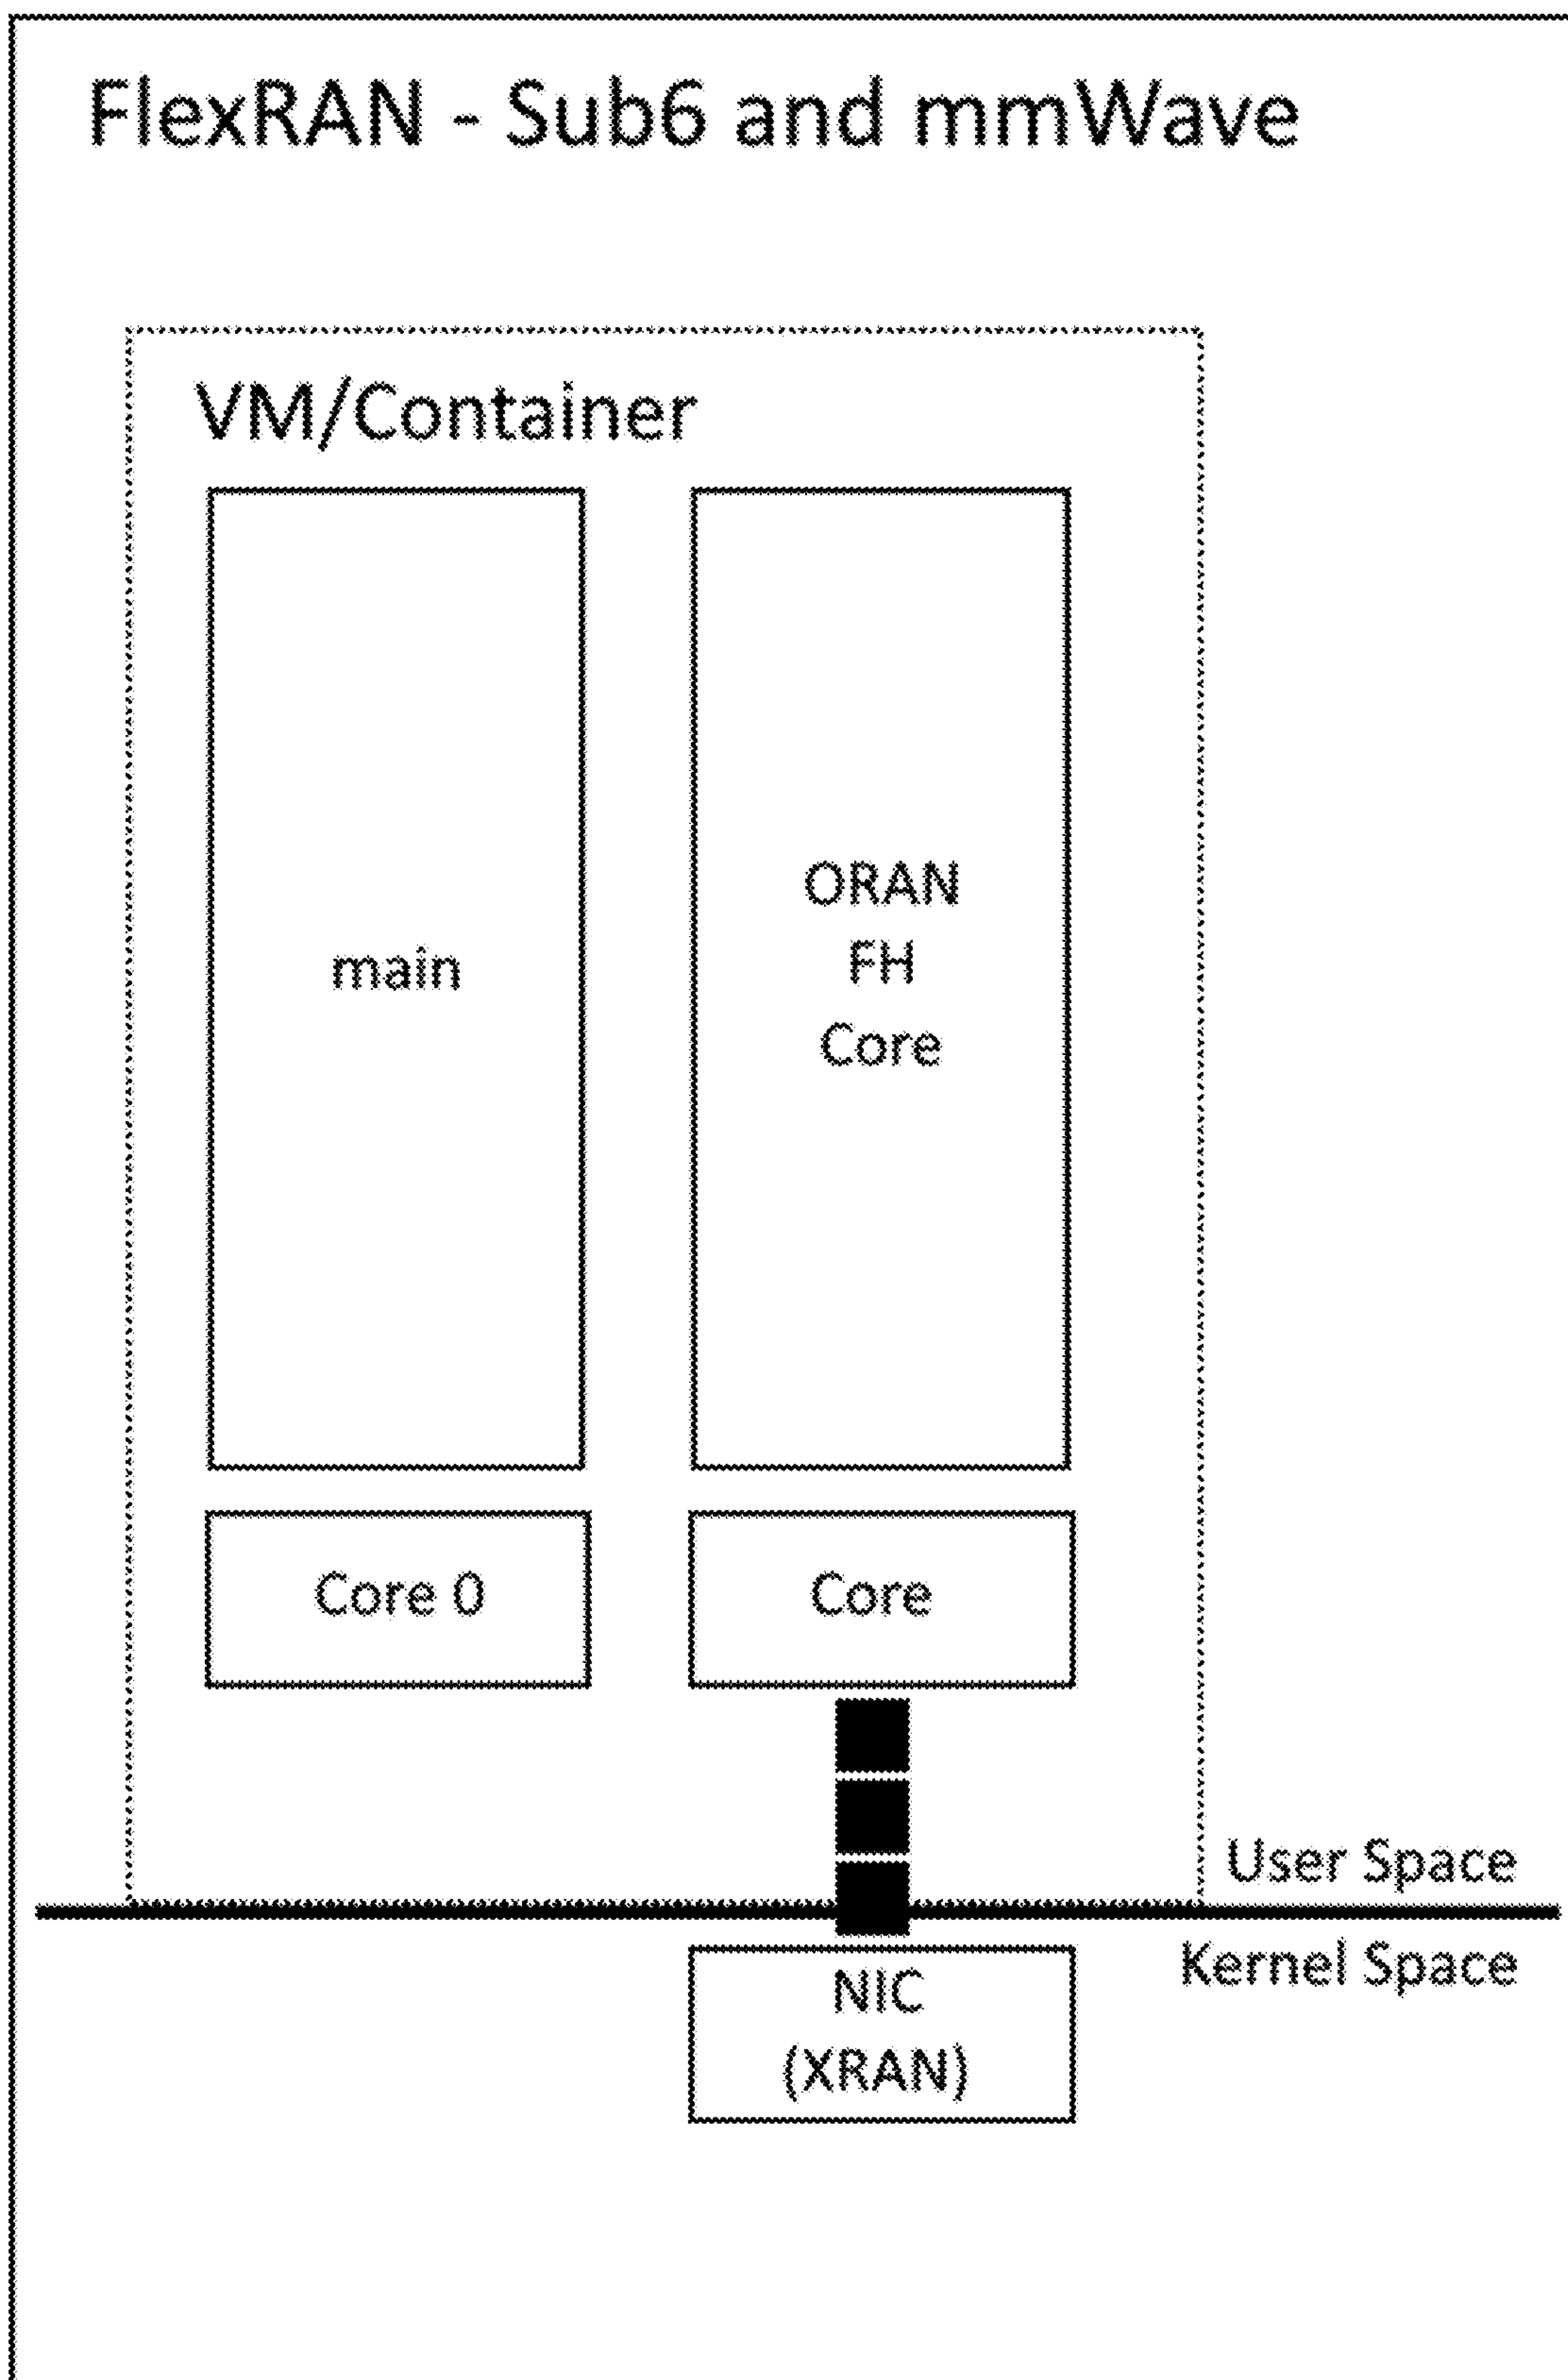 FlexRAN - Sub6 and mmWave
VM/Container
main
ORAN
FH
Core
Core 0
Core
User Space
Kernel Space
NIC
(XRAN)